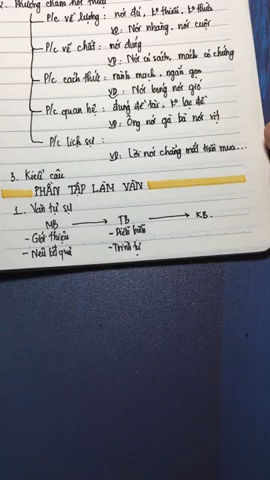 2. Phương châm hội thoại
P/c về lượng: nói đủ, to thiếu, to thừa
VD: Nói nhăng, nói cuội
P/c về chất: nói đúng
VD: Nói có sách, mách có chứng
P/c cách thức: rành mạch, ngắn gọn
VD: Nói bóng nói gió
P/c quan hệ: đúng đề tài, to lạc đề
VD: Ông nói gà bà nói vịt
P/c lịch sự:
VD: Lời nói chẳng mất tiền mua...
3. Kiểu câu
PHẦN TẬP LÀM VĂN
1. Văn tự sự
MB → TB → KB.
- Giới thiệu - Diễn biến
- Nêu kết quả - Trình tự